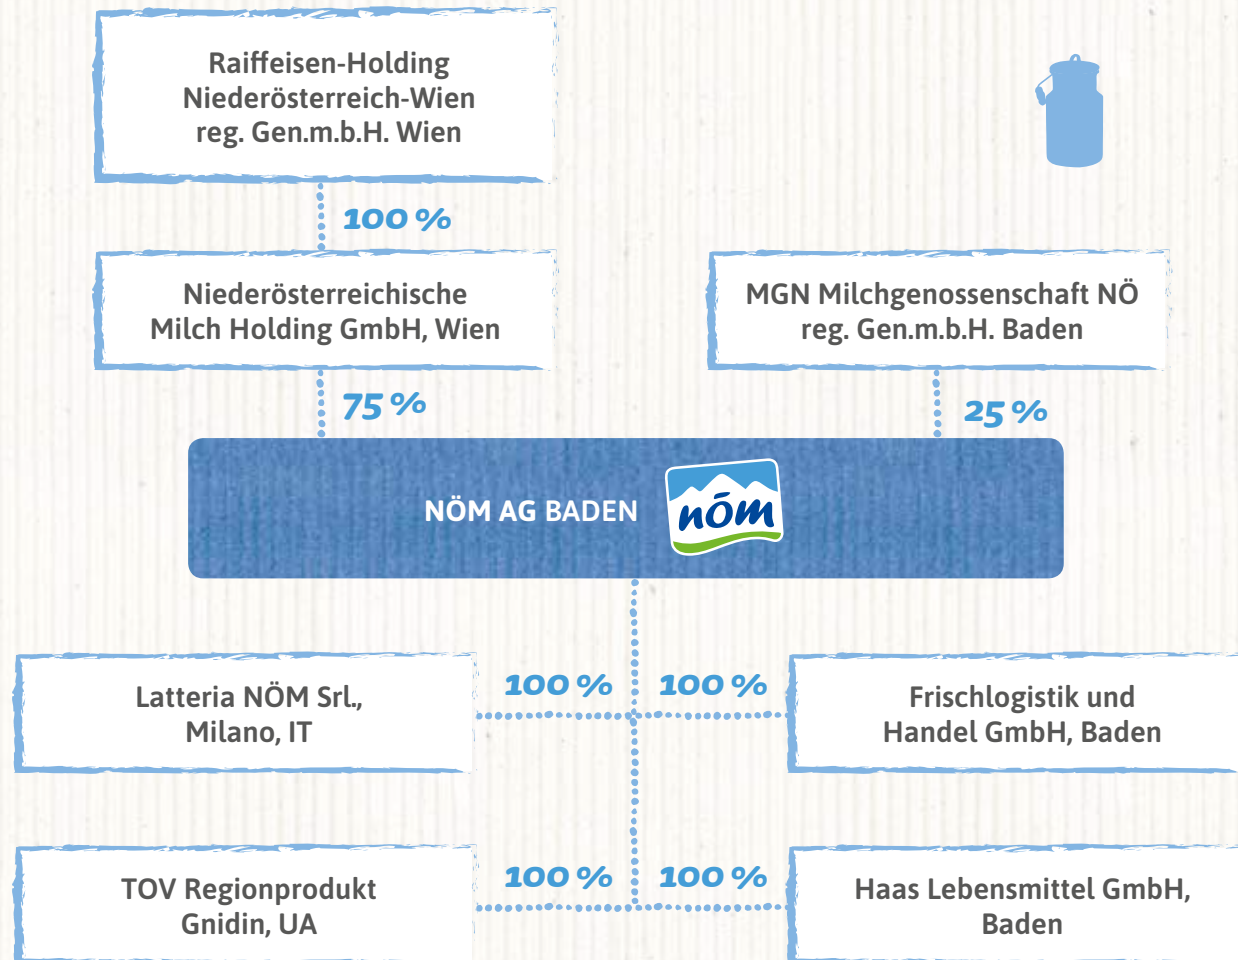 Raiffeisen-Holding
Niederösterreich-Wien
reg. Gen.m.b.H. Wien
100 %
Niederösterreichische
Milch Holding GmbH, Wien
MGN Milchgenossenschaft NÖ
reg. Gen.m.b.H. Baden
75 %
25 %
NÖM AG BADEN
nōm
100 %
100 %
Latteria NÖM Srl.,
Milano, IT
Frischlogistik und
Handel GmbH, Baden
100 %
100 %
TOV Regionprodukt
Gnidin, UA
Haas Lebensmittel GmbH,
Baden